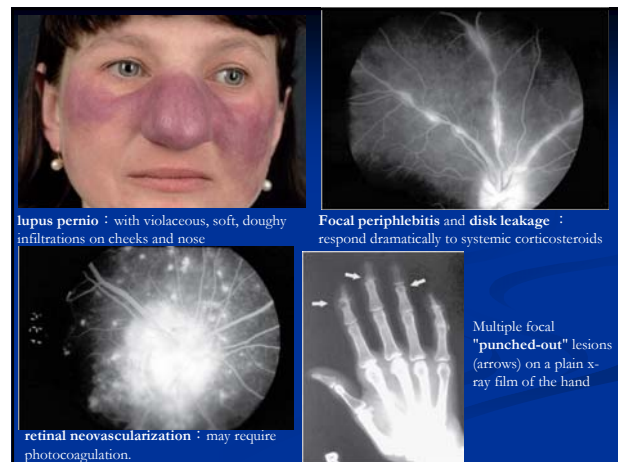 lupus pernio：with violaceous, soft, doughy
infiltrations on cheeks and nose
Focal periphlebitis and disk leakage ：
respond dramatically to systemic corticosteroids
Multiple focal
"punched-out" lesions
(arrows) on a plain x-
ray film of the hand
retinal neovascularization：may require
photocoagulation.